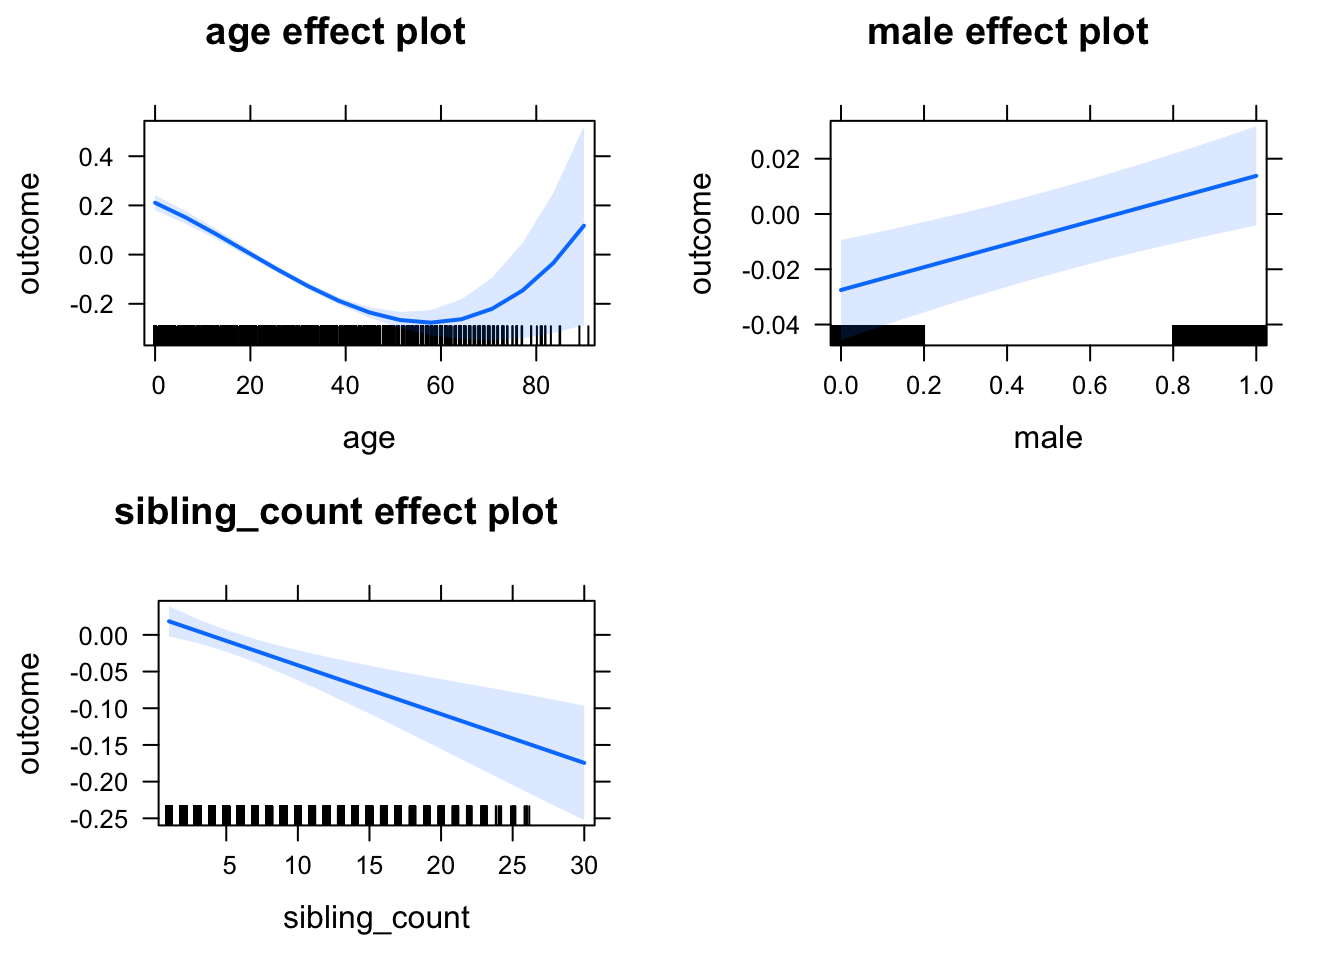 age effect plot
outcome
0.4
0.2
0.0
-0.2
0 20 40 60 80
age
male effect plot
outcome
0.02
0.00
-0.02
-0.04
0.0 0.2 0.4 0.6 0.8 1.0
male
sibling_count effect plot
outcome
0.00
-0.05
-0.10
-0.15
-0.20
-0.25
5 10 15 20 25 30
sibling_count